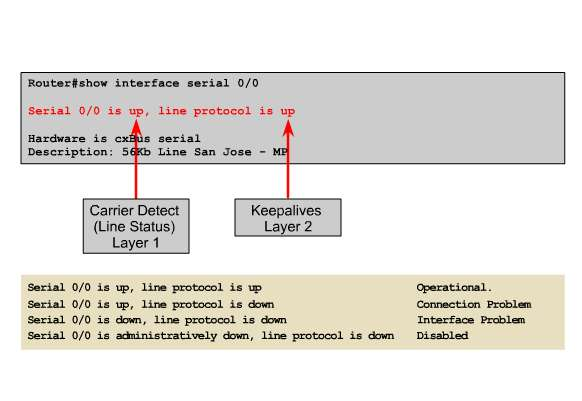 Router#show interface serial 0/0
Serial 0/0 is up, line protocol is up
Hardware is cxBus serial
Description: 56Kb Line San Jose - MP
Carrier Detect
(Line Status)
Layer 1
Keepalives
Layer 2
Serial 0/0 is up, line protocol is up Operational.
Serial 0/0 is up, line protocol is down Connection Problem
Serial 0/0 is down, line protocol is down Interface Problem
Serial 0/0 is administratively down, line protocol is down Disabled